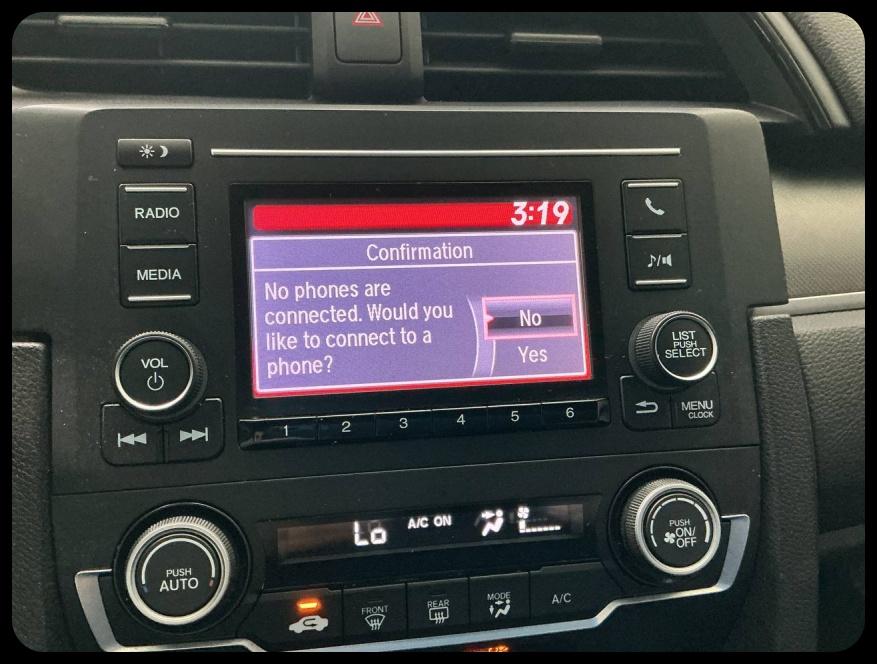 RADIO
MEDIA
VOL
3:19
Confirmation
No phones are
connected. Would you
like to connect to a
phone?
No
Yes
LIST
PUSH
SELECT
MENU
CLOCK
1 2 3 4 5 6
Lo
A/C ON
PUSH
AUTO
FRONT
REAR
MODE
A/C
PUSH
ON/
OFF